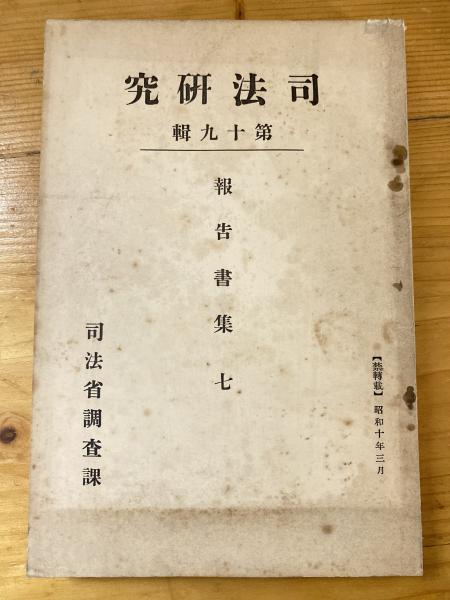 司法研究
第十九輯
報告書集七
【禁轉載】 昭和十年三月
司法省調査課